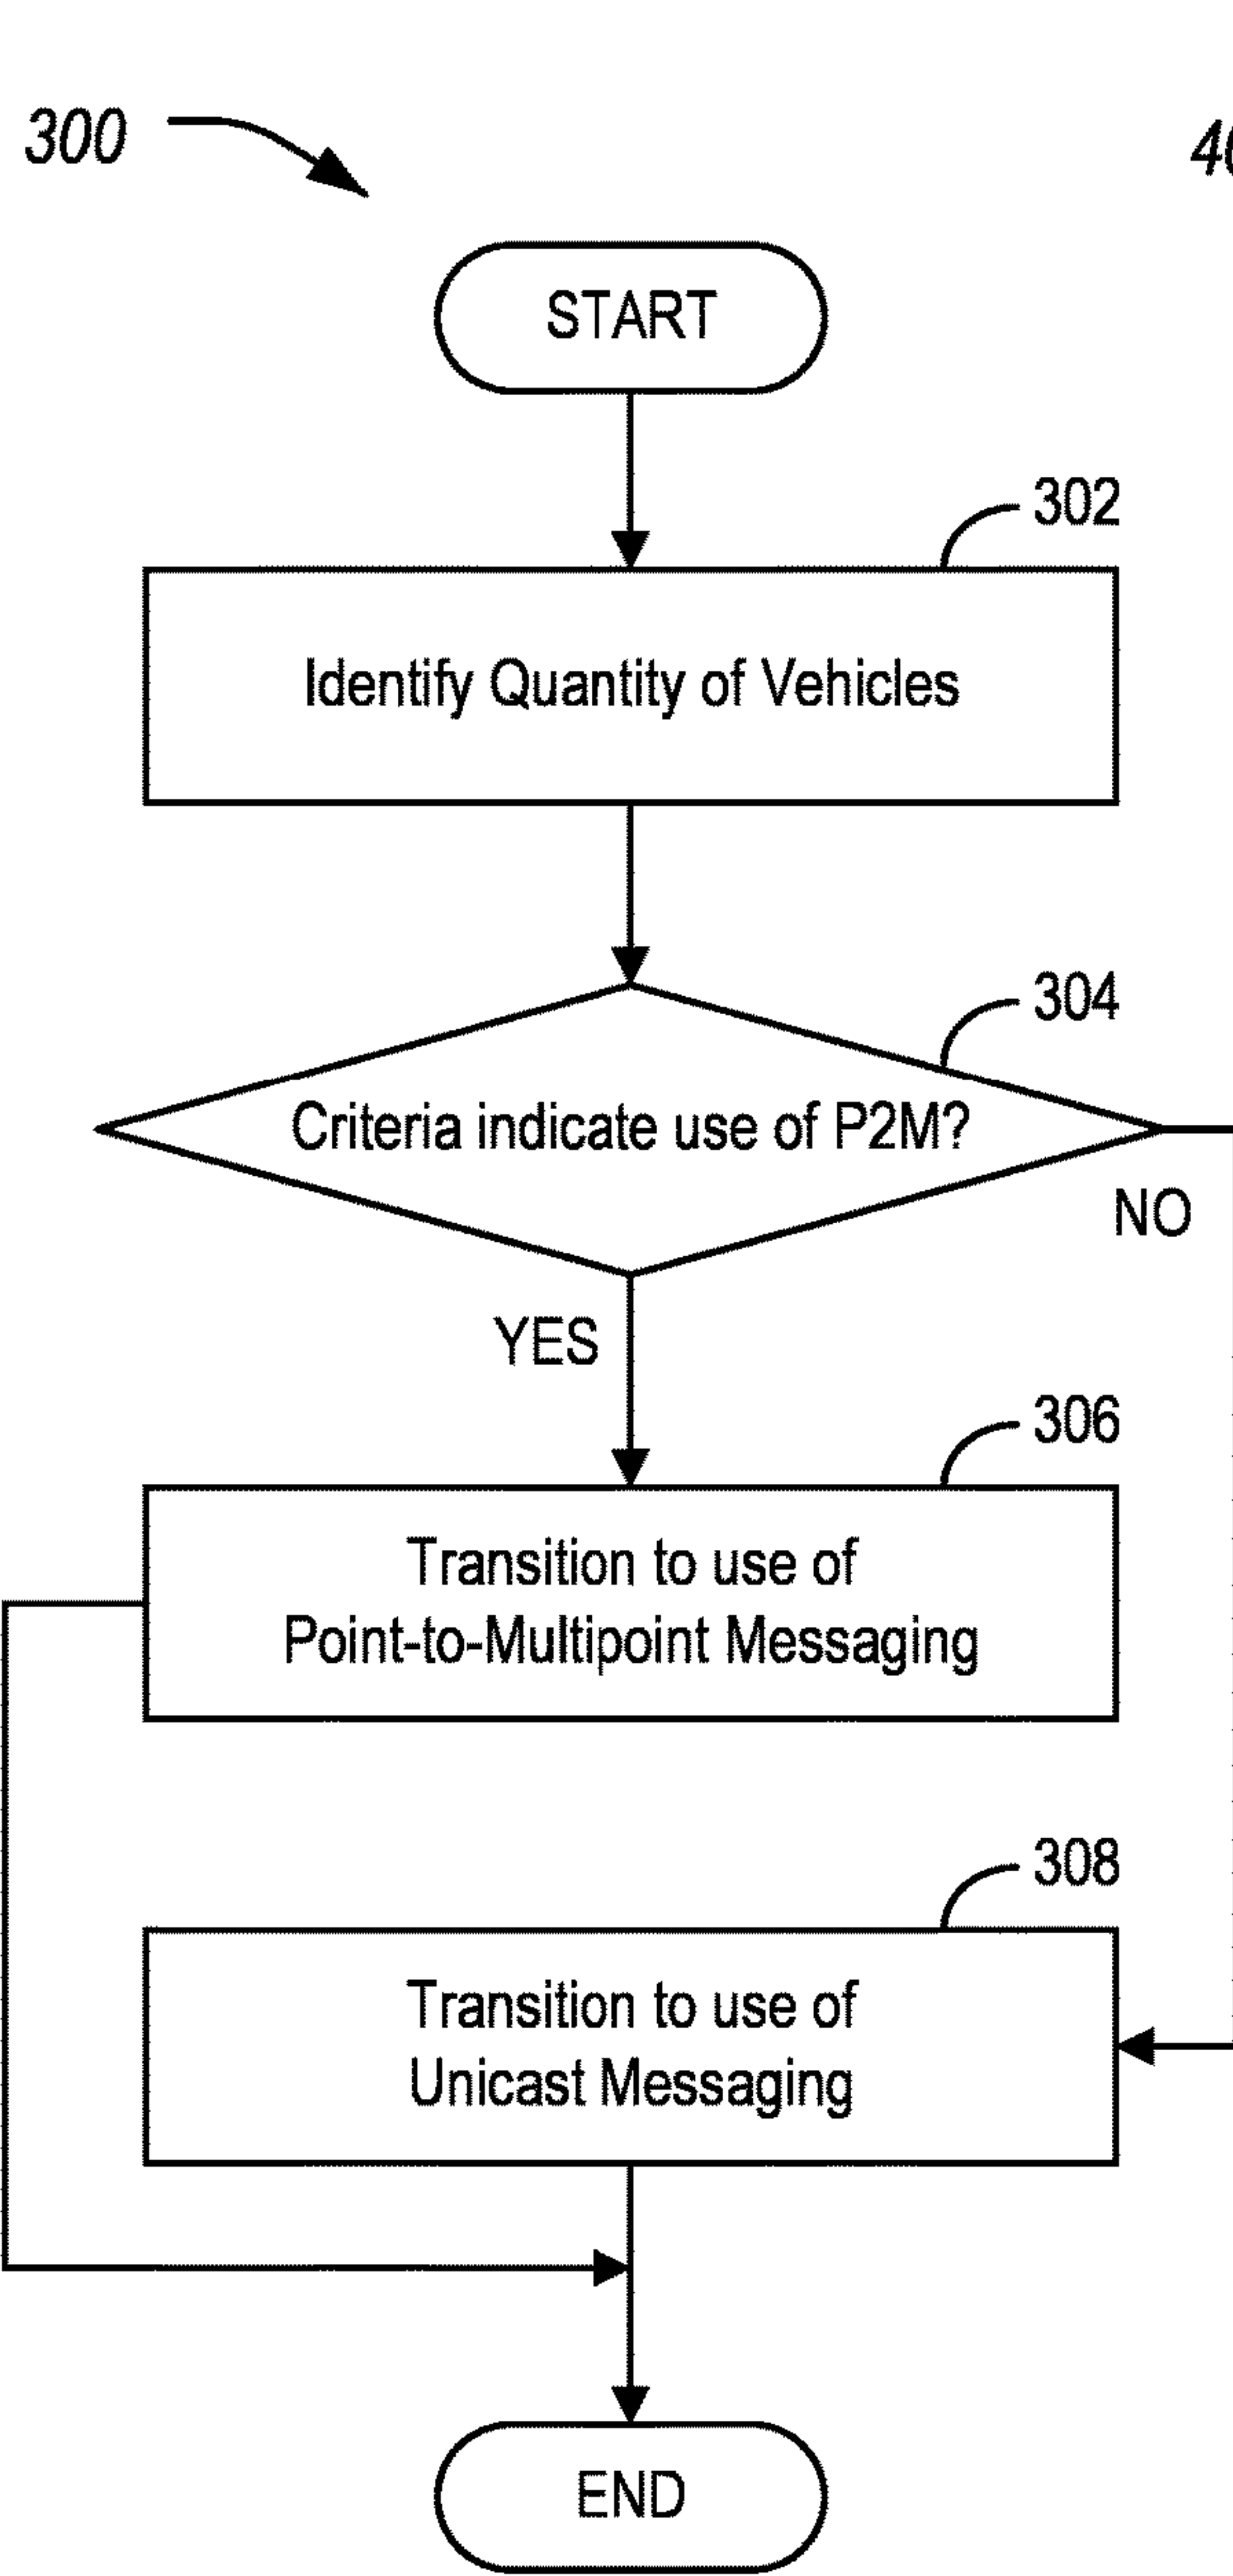 300
START
302
Identify Quantity of Vehicles
304
Criteria indicate use of P2M?
NO
YES
306
Transition to use of
Point-to-Multipoint Messaging
308
Transition to use of
Unicast Messaging
END